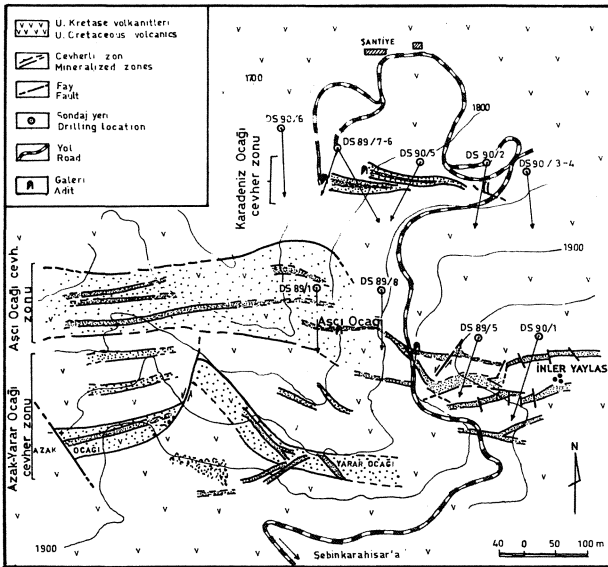 U. Kretase volkanitleri
U. Cretaceous volcanics
Cevherli zon
Mineralized zones
Fay
Fault
Sondaj yeri
Drilling location
Yol
Road
Galeri
Adit
ŞANTİYE
1700
1800
DS 90/6
DS 89/7-6
DS 90/5
DS 90/2
DS 90/3-4
Karadeniz Ocağı
cevher zonu
1900
Aşcı Ocağı cevh.
zonu
DS 89/1
DS 89/8
Aşcı Ocağı
DS 89/5
DS 90/1
İNLER YAYLAS
Azak-Yarar Ocağı
cevher zonu
AZAK
OCAĞI
YARAR OCAĞI
N
1900
Şebinkarahisar'a
40 0 50 100 m